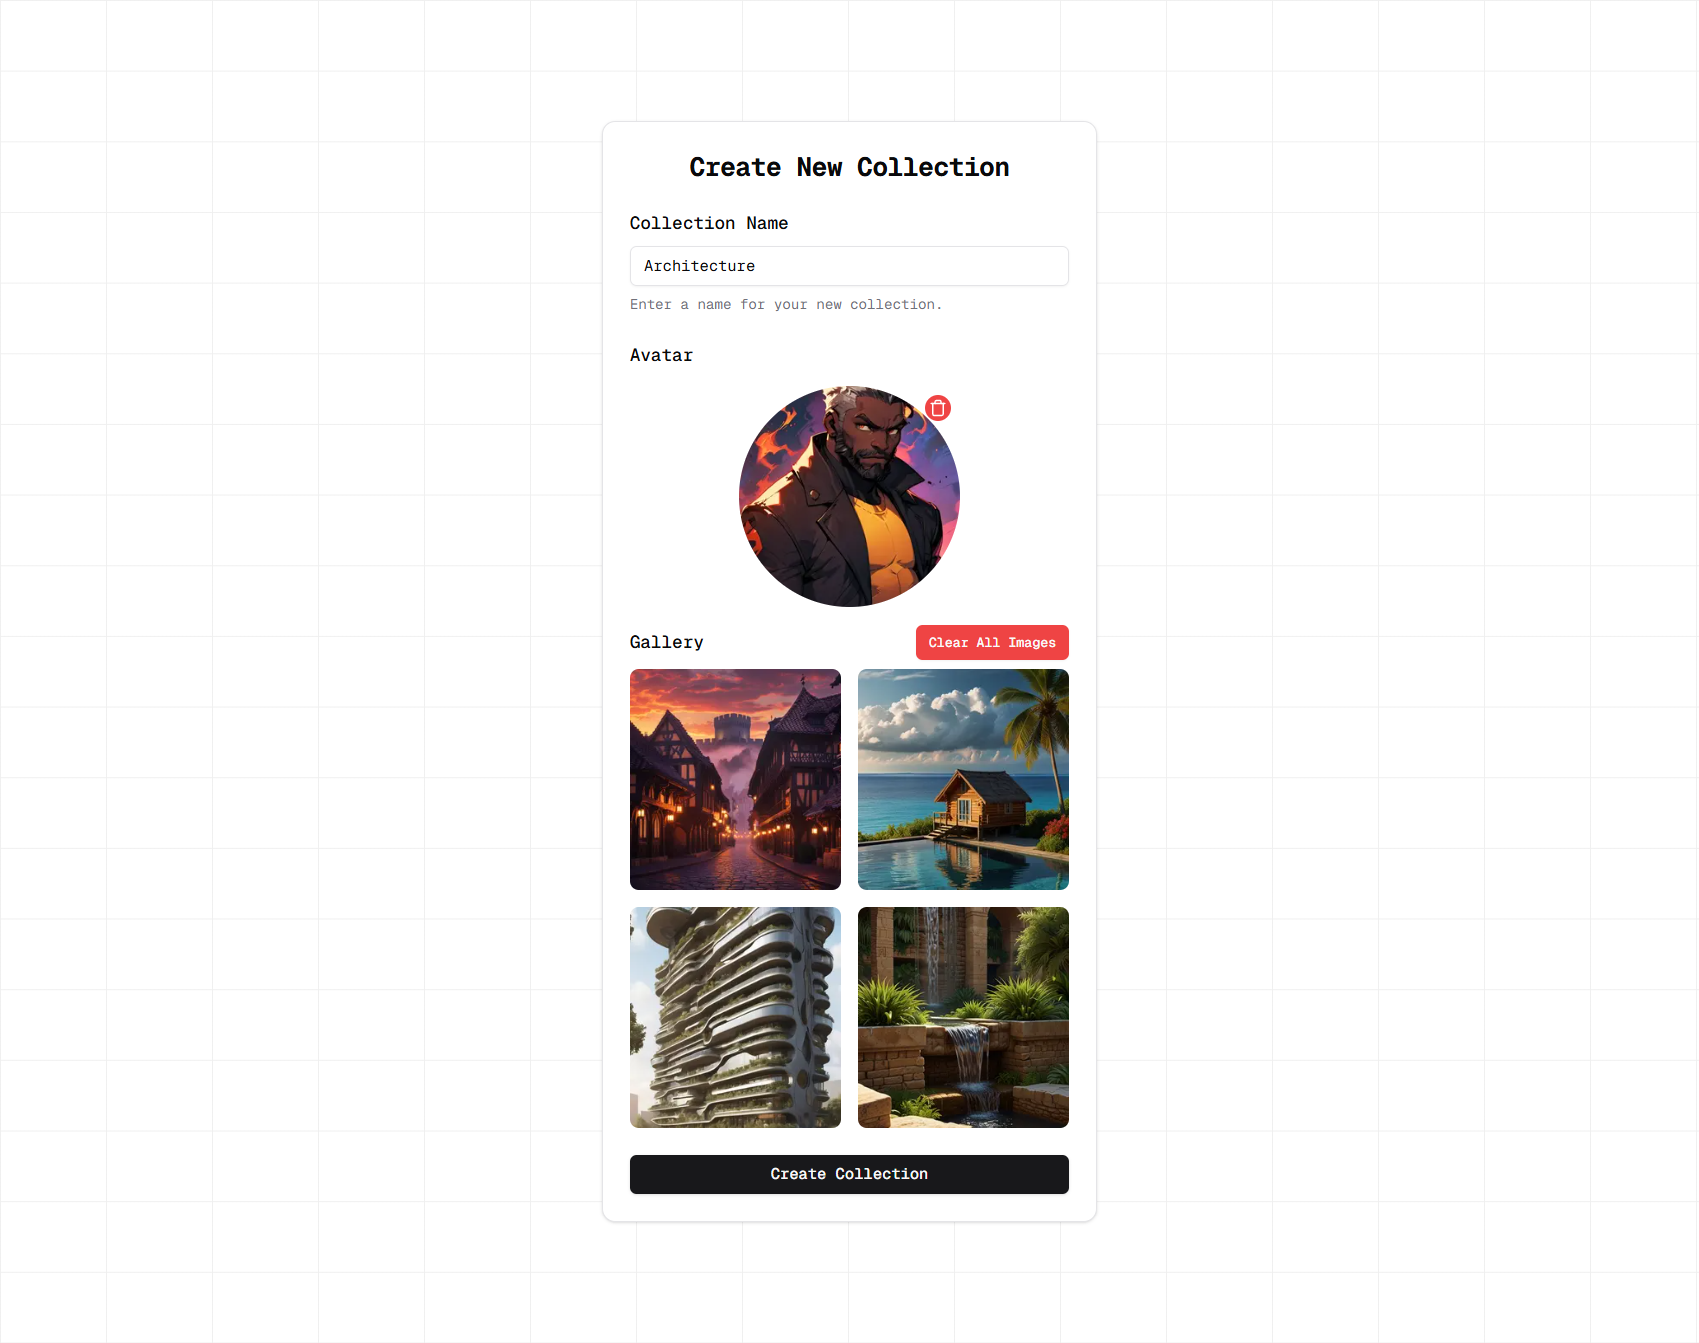 Create New Collection
Collection Name
Architecture
Enter a name for your new collection.
Avatar
Gallery
Clear All Images
Create Collection